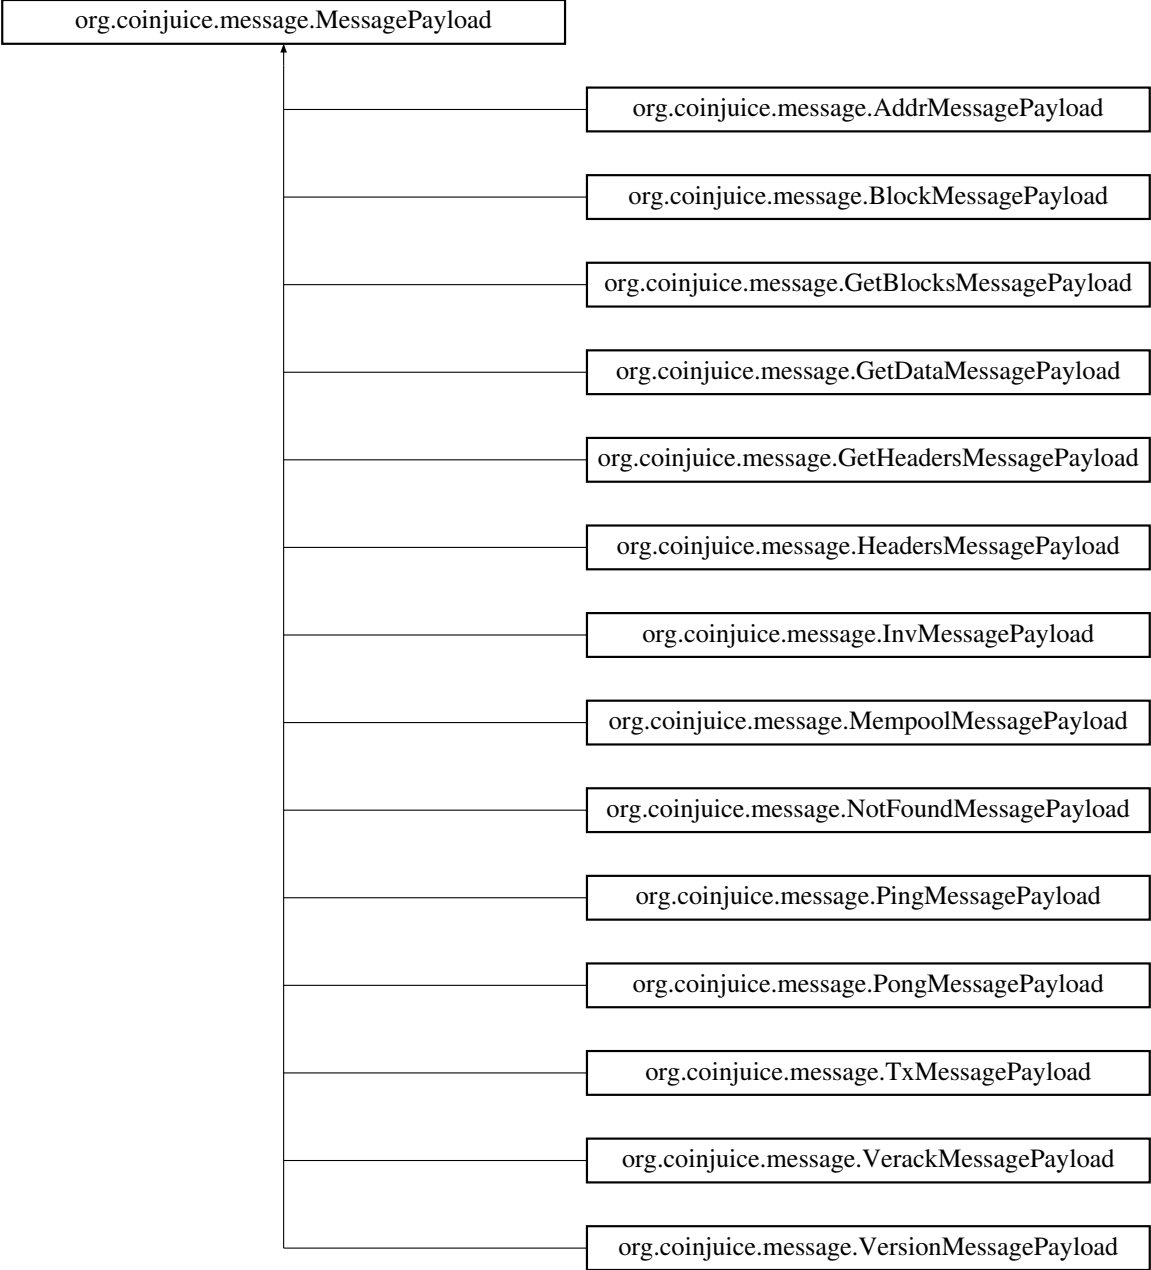 org.coinjuice.message.MessagePayload
org.coinjuice.message.AddrMessagePayload
org.coinjuice.message.BlockMessagePayload
org.coinjuice.message.GetBlocksMessagePayload
org.coinjuice.message.GetDataMessagePayload
org.coinjuice.message.GetHeadersMessagePayload
org.coinjuice.message.HeadersMessagePayload
org.coinjuice.message.InvMessagePayload
org.coinjuice.message.MempoolMessagePayload
org.coinjuice.message.NotFoundMessagePayload
org.coinjuice.message.PingMessagePayload
org.coinjuice.message.PongMessagePayload
org.coinjuice.message.TxMessagePayload
org.coinjuice.message.VerackMessagePayload
org.coinjuice.message.VersionMessagePayload